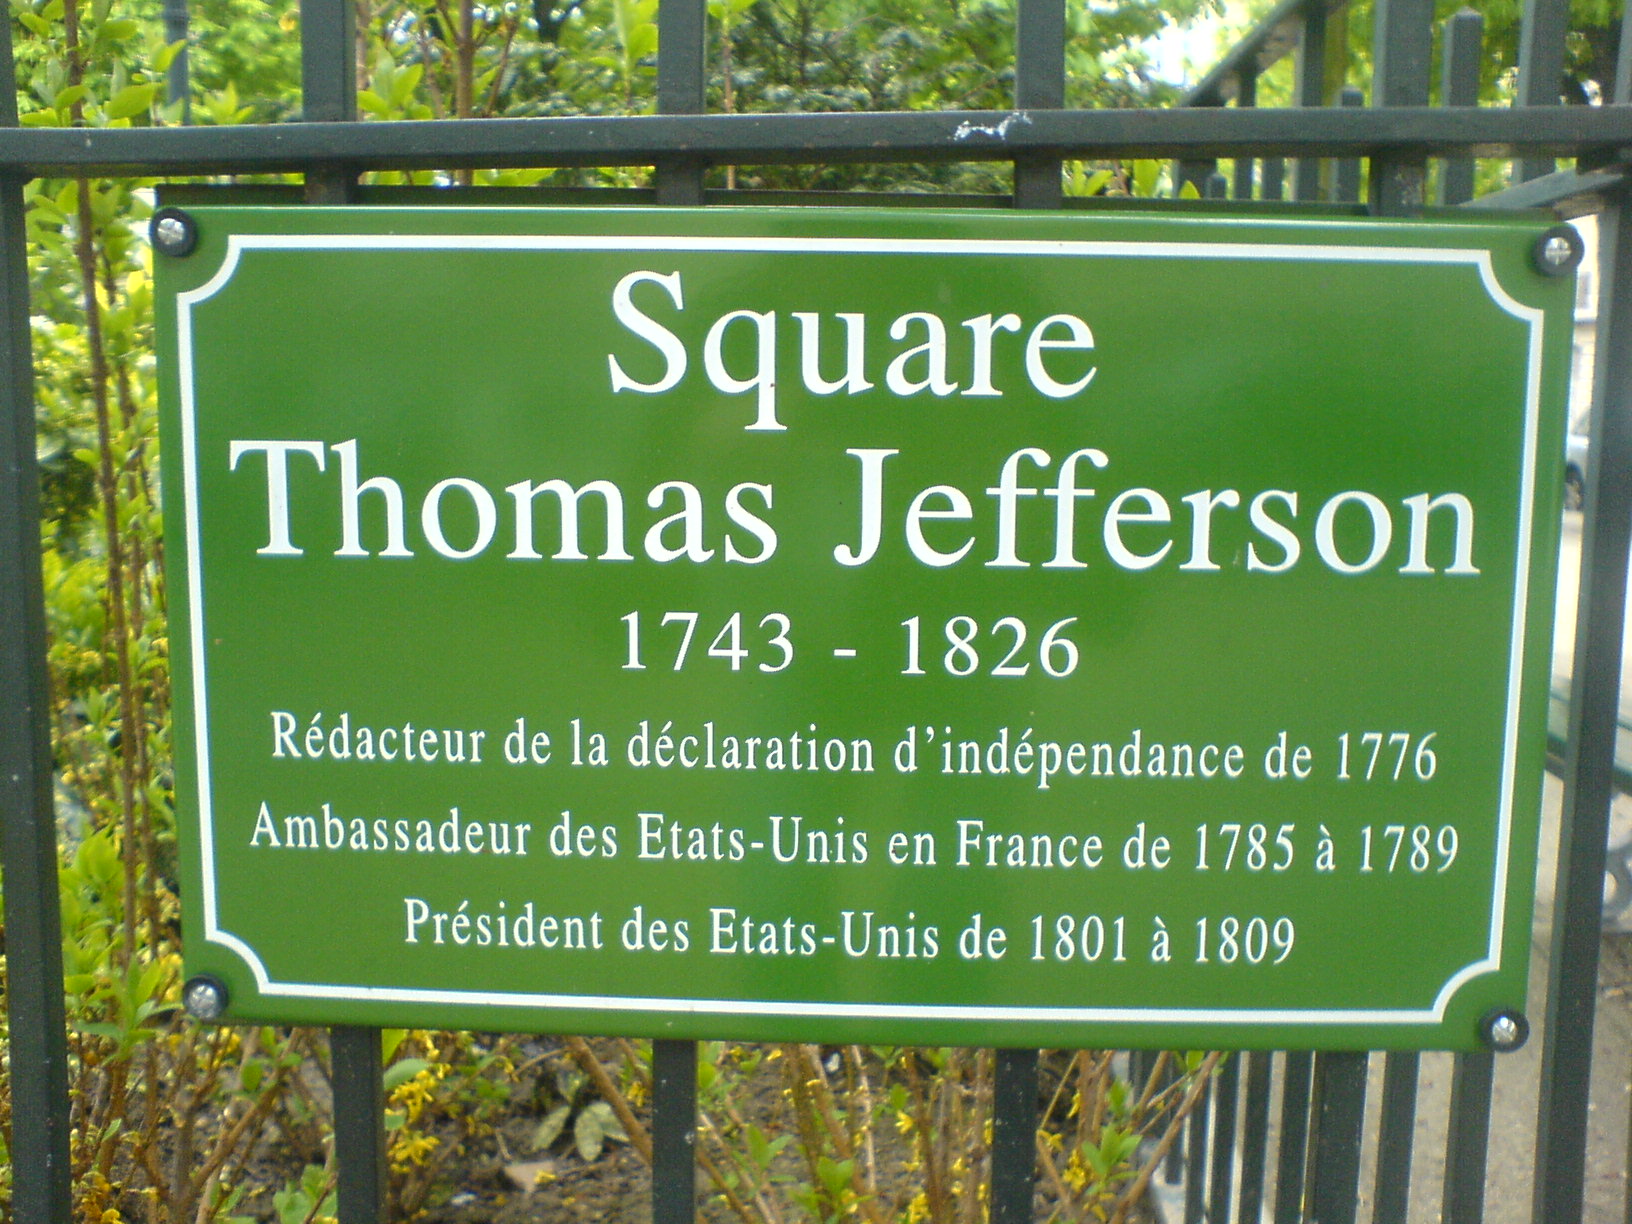 Square
Thomas Jefferson
1743 - 1826
Rédacteur de la déclaration d'indépendance de 1776
Ambassadeur des Etats-Unis en France de 1785 à 1789
Président des Etats-Unis de 1801 à 1809